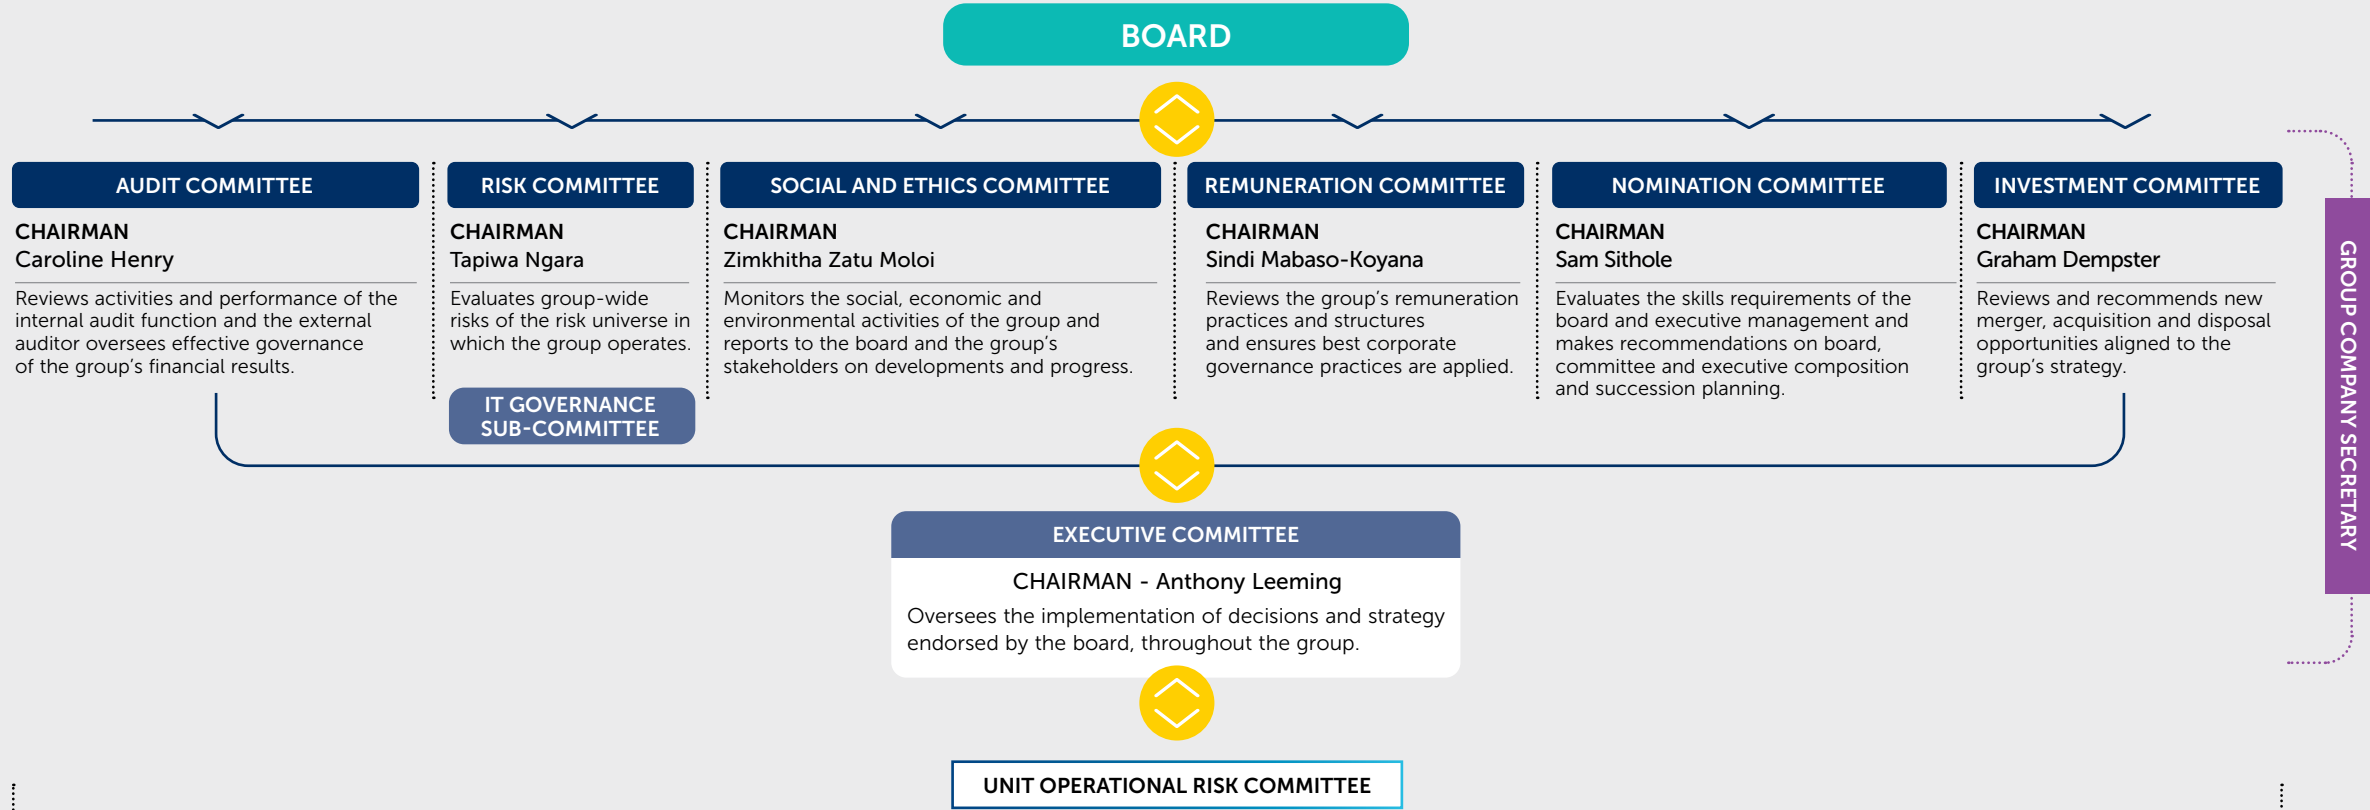 BOARD
AUDIT COMMITTEE
CHAIRMAN
Caroline Henry
Reviews activities and performance of the
internal audit function and the external
auditor oversees effective governance
of the group's financial results.
RISK COMMITTEE
CHAIRMAN
Tapiwa Ngara
Evaluates group-wide
risks of the risk universe in
which the group operates.
IT GOVERNANCE
SUB-COMMITTEE
SOCIAL AND ETHICS COMMITTEE
CHAIRMAN
Zimkhitha Zatu Moloi
Monitors the social, economic and
environmental activities of the group and
reports to the board and the group's
stakeholders on developments and progress.
REMUNERATION COMMITTEE
CHAIRMAN
Sindi Mabaso-Koyana
Reviews the group's remuneration
practices and structures
and ensures best corporate
governance practices are applied.
NOMINATION COMMITTEE
CHAIRMAN
Sam Sithole
Evaluates the skills requirements of the
board and executive management and
makes recommendations on board,
committee and executive composition
and succession planning.
INVESTMENT COMMITTEE
CHAIRMAN
Graham Dempster
Reviews and recommends new
merger, acquisition and disposal
opportunities aligned to the
group's strategy.
GROUP COMPANY SECRETARY
EXECUTIVE COMMITTEE
CHAIRMAN - Anthony Leeming
Oversees the implementation of decisions and strategy
endorsed by the board, throughout the group.
UNIT OPERATIONAL RISK COMMITTEE